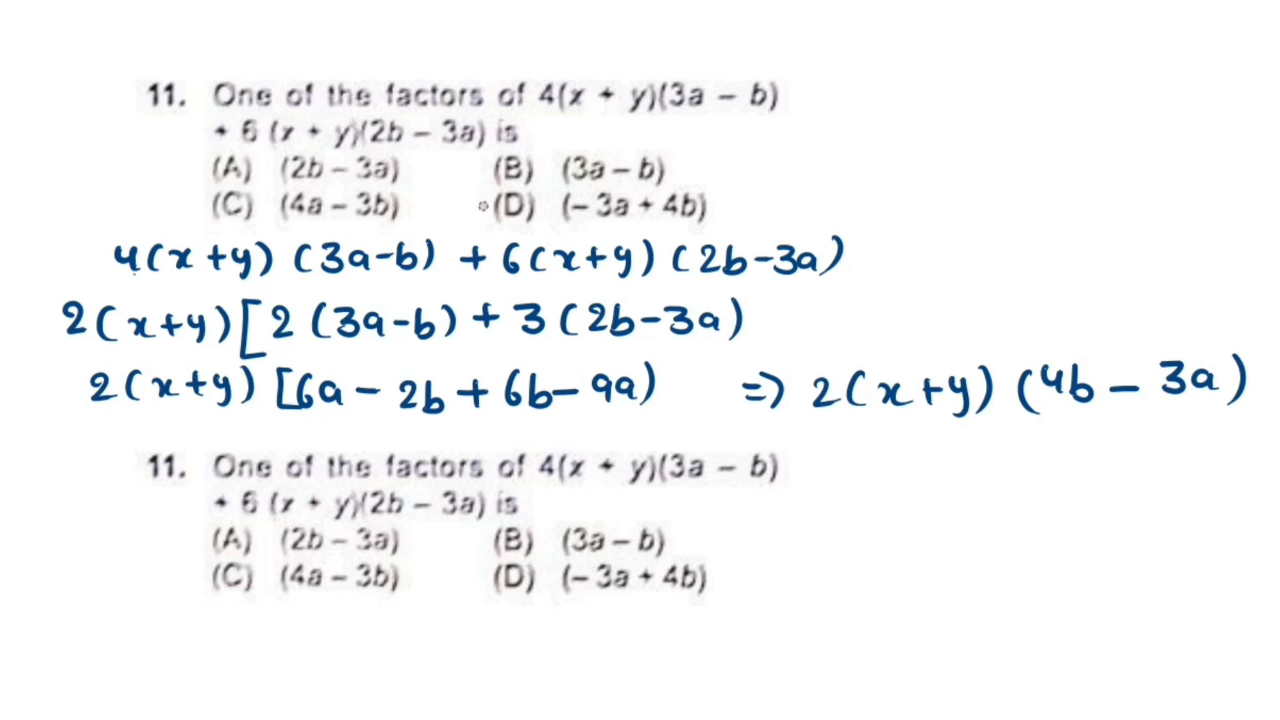 11. One of the factors of 4(x + y)(3a – b)
+ 6 (x + y)(2b – 3a) is
(A) (2b – 3a) (B) (3a – b)
(C) (4a – 3b) (D) (– 3a + 4b)
4(x+y) (3a-b) + 6(x+y) (2b-3a)
2(x+y)[2(3a-b) + 3(2b-3a)
2(x+y) [6a - 2b + 6b - 9a) => 2(x+y) (4b - 3a)
11. One of the factors of 4(x + y)(3a – b)
+ 6 (x + y)(2b – 3a) is
(A) (2b – 3a) (B) (3a – b)
(C) (4a – 3b) (D) (– 3a + 4b)